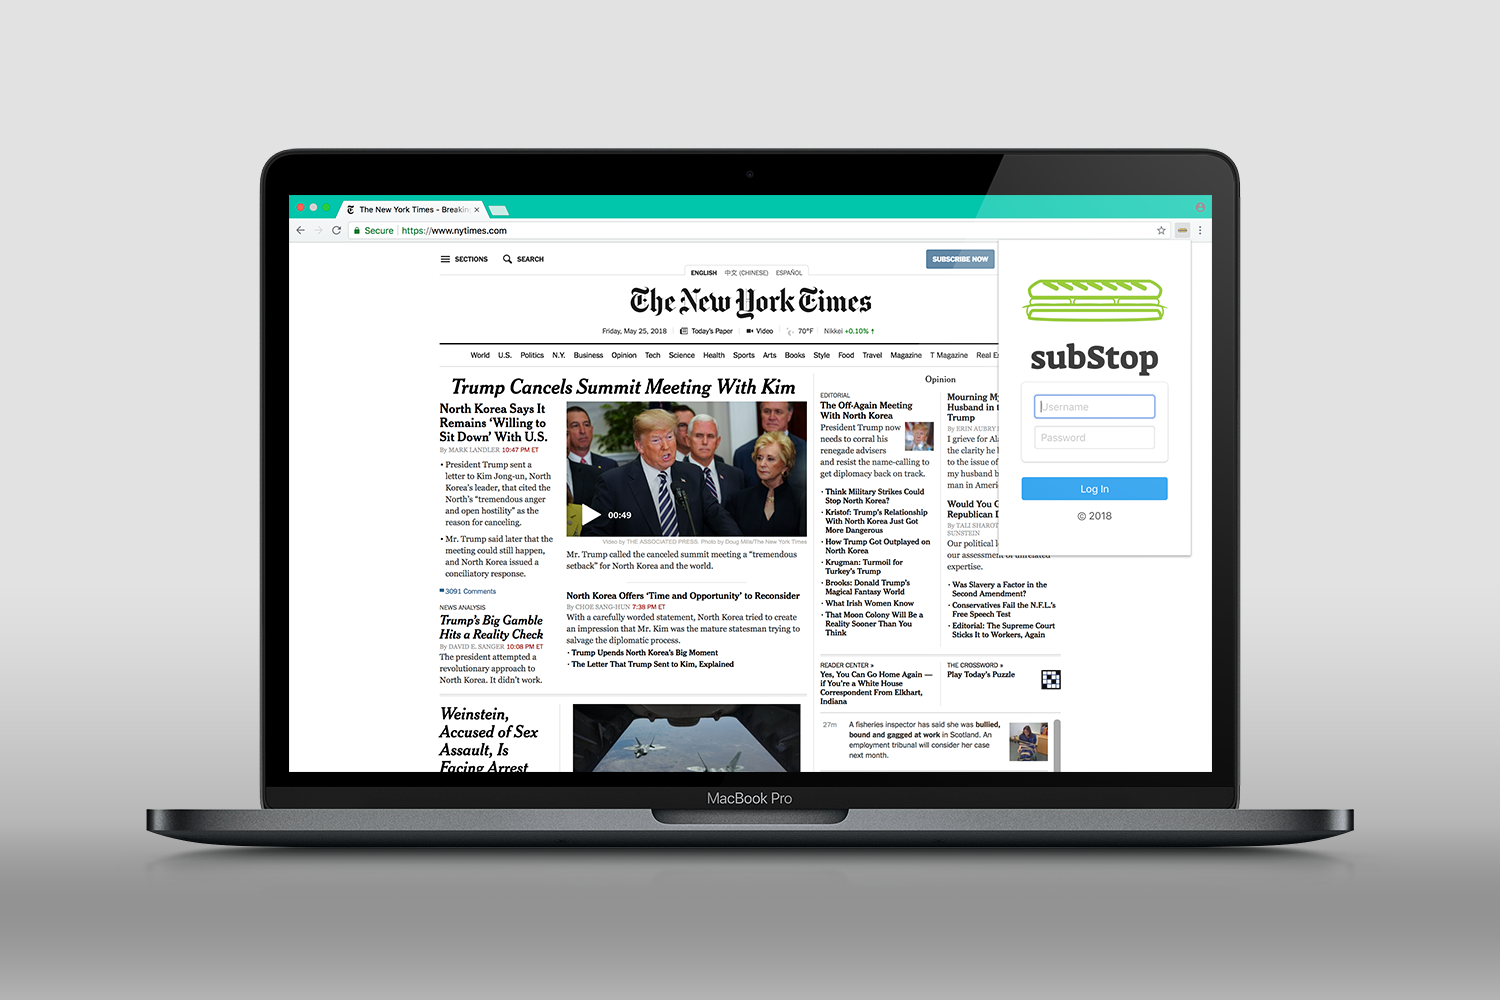 The New York Times - Breakin
Secure
https://www.nytimes.com
SECTIONS
SEARCH
SUBSCRIBE NOW
ENGLISH
中文 (CHINESE)
ESPAÑOL
The New York Times
Friday, May 25, 2018
Today's Paper
Video
70°F
Nikkei +0.10% ↑
World U.S. Politics N.Y. Business Opinion Tech Science Health Sports Arts Books Style Food Travel Magazine T Magazine Real E
Trump Cancels Summit Meeting With Kim
North Korea Says It
Remains ‘Willing to
Sit Down’ With U.S.
By MARK LANDLER 10:47 PM ET
• President Trump sent a
letter to Kim Jong-un, North
Korea's leader, that cited the
North's “tremendous anger
and open hostility” as the
reason for canceling.
• Mr. Trump said later that the
meeting could still happen,
and North Korea issued a
conciliatory response.
3091 Comments
NEWS ANALYSIS
Trump's Big Gamble
Hits a Reality Check
By DAVID E. SANGER 10:08 PM ET
The president attempted a
revolutionary approach to
North Korea. It didn't work.
00:49
Video by THE ASSOCIATED PRESS. Photo by Doug Mills/The New York Times
Mr. Trump called the canceled summit meeting a “tremendous
setback” for North Korea and the world.
North Korea Offers ‘Time and Opportunity’ to Reconsider
By CHOE SANG-HUN 7:38 PM ET
With a carefully worded statement, North Korea tried to create
an impression that Mr. Kim was the mature statesman trying to
salvage the diplomatic process.
· Trump Upends North Korea's Big Moment
· The Letter That Trump Sent to Kim, Explained
Weinstein,
Accused of Sex
Assault, Is
Facing Arrest
Opinion
EDITORIAL
The Off-Again Meeting
With North Korea
President Trump now
needs to corral his
renegade advisers
and resist the name-calling to
get diplomacy back on track.
· Think Military Strikes Could
Stop North Korea?
· Kristof: Trump's Relationship
With North Korea Just Got
More Dangerous
· How Trump Got Outplayed on
North Korea
· Krugman: Turmoil for
Turkey's Trump
· Brooks: Donald Trump's
Magical Fantasy World
· What Irish Women Know
· That Moon Colony Will Be a
Reality Sooner Than You
Think
Mourning My
Husband in t
Trump
By ERIN AUBRY
I grieve for Al
the clarity he
to the issue of
my husband b
man in Ameri
Would You G
Republican D
By TALI SHAROT
SUNSTEIN
Our political l
our assessment of unrelated
expertise.
· Was Slavery a Factor in the
Second Amendment?
· Conservatives Fail the N.F.L.'s
Free Speech Test
· Editorial: The Supreme Court
Sticks It to Workers, Again
READER CENTER »
Yes, You Can Go Home Again —
if You're a White House
Correspondent From Elkhart,
Indiana
THE CROSSWORD »
Play Today's Puzzle
27m
A fisheries inspector has said she was bullied,
bound and gagged at work in Scotland. An
employment tribunal will consider her case
next month.
subStop
Username
Password
Log In
© 2018
MacBook Pro